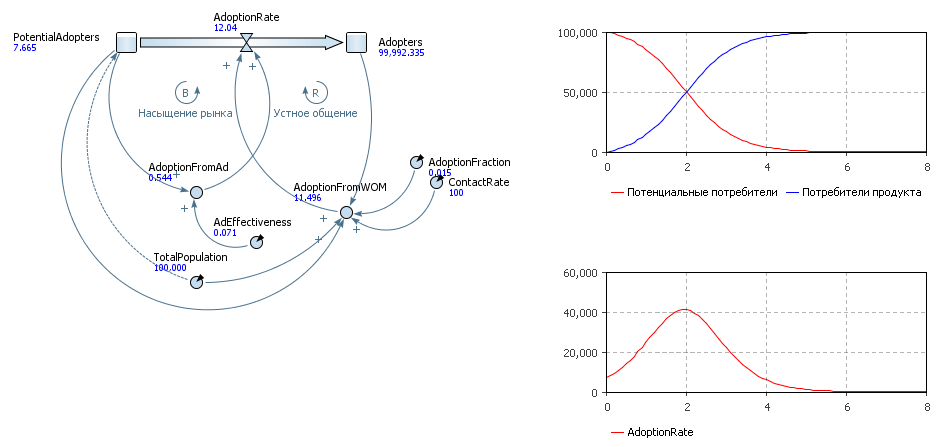 AdoptionRate
12.04
PotentialAdopters
7.665
Adopters
99,992.335
+ +
B R
Насыщение рынка Устное общение
AdoptionFromAd
0.544
+
AdoptionFraction
0.015
ContactRate
100
AdoptionFromWOM
11.496
+
+
+
+
AdEffectiveness
0.071
TotalPopulation
100,000
100,000
50,000
0
0 2 4 6 8
Потенциальные потребители Потребители продукта
60,000
40,000
20,000
0
0 2 4 6 8
AdoptionRate